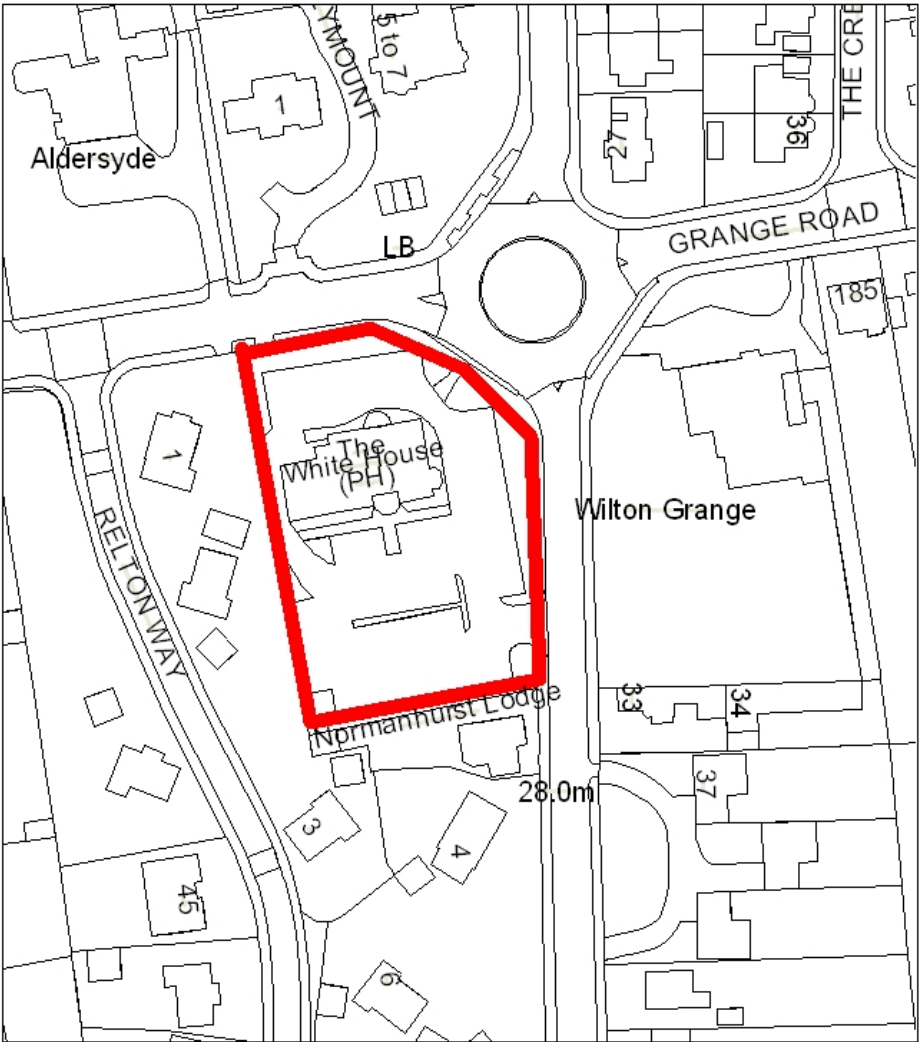 YMOUNT
5 to 7
THE CRE
1
27
36
Aldersyde
GRANGE ROAD
LB
185
1
The
White House
(PH)
Wilton Grange
RELTON WAY
33
34
Normanhurst Lodge
37
28.0m
3
4
45
6